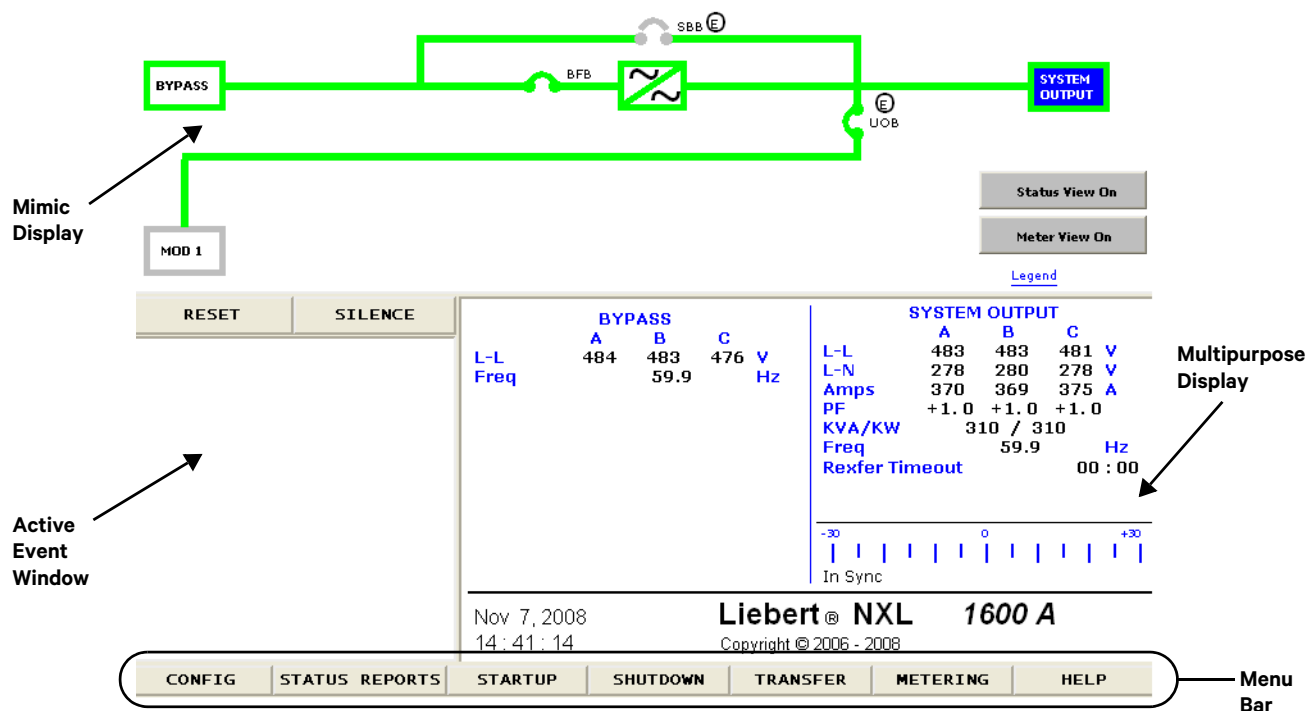 SBB E
BYPASS
BFB
SYSTEM
OUTPUT
E
UOB
Mimic
Display
MOD 1
Status View On
Meter View On
Legend
RESET SILENCE
BYPASS
A B C
L-L 484 483 476 V
Freq 59.9 Hz
SYSTEM OUTPUT
A B C
L-L 483 483 481 V
L-N 278 280 278 V
Amps 370 369 375 A
PF +1.0 +1.0 +1.0
KVA/KW 310 / 310
Freq 59.9 Hz
Rexfer Timeout 00 : 00
Multipurpose
Display
Active
Event
Window
-30 0 +30
In Sync
Nov 7, 2008
14 : 41 : 14
Liebert ® NXL 1600 A
Copyright © 2006 - 2008
CONFIG STATUS REPORTS STARTUP SHUTDOWN TRANSFER METERING HELP
Menu
Bar